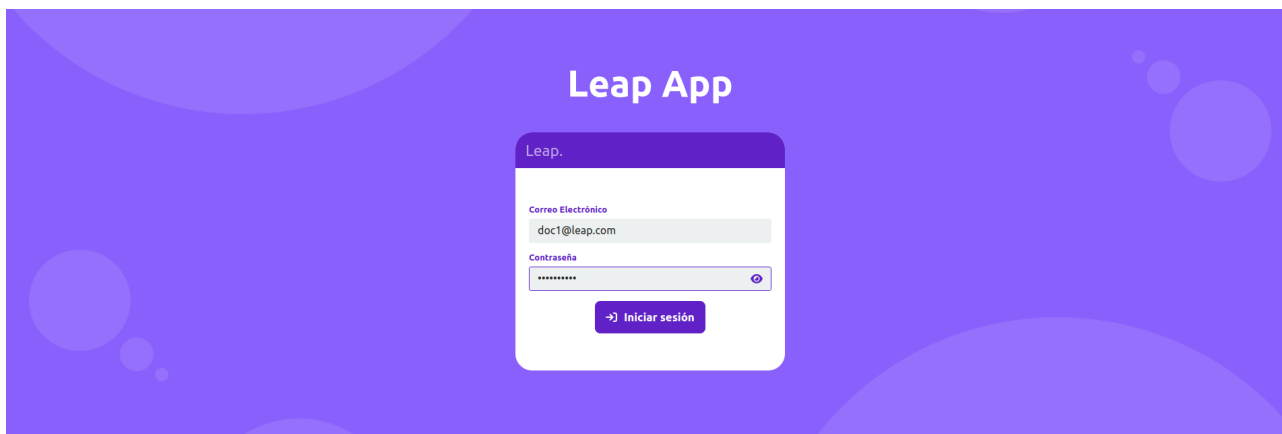 Leap App
Leap.
Correo Electrónico
doc1@leap.com
Contraseña
••••••••••
Iniciar sesión